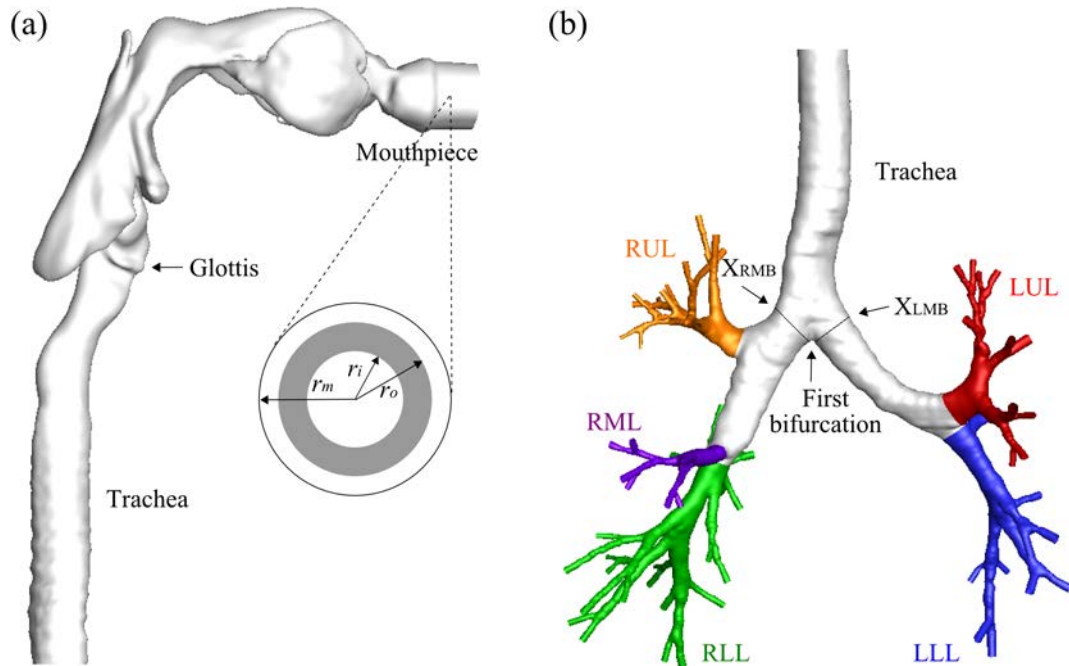 (a)
Mouthpiece
Glottis
ri
rm
ro
Trachea
(b)
Trachea
RUL
XRMB
XLMB
LUL
First
bifurcation
RML
RLL
LLL